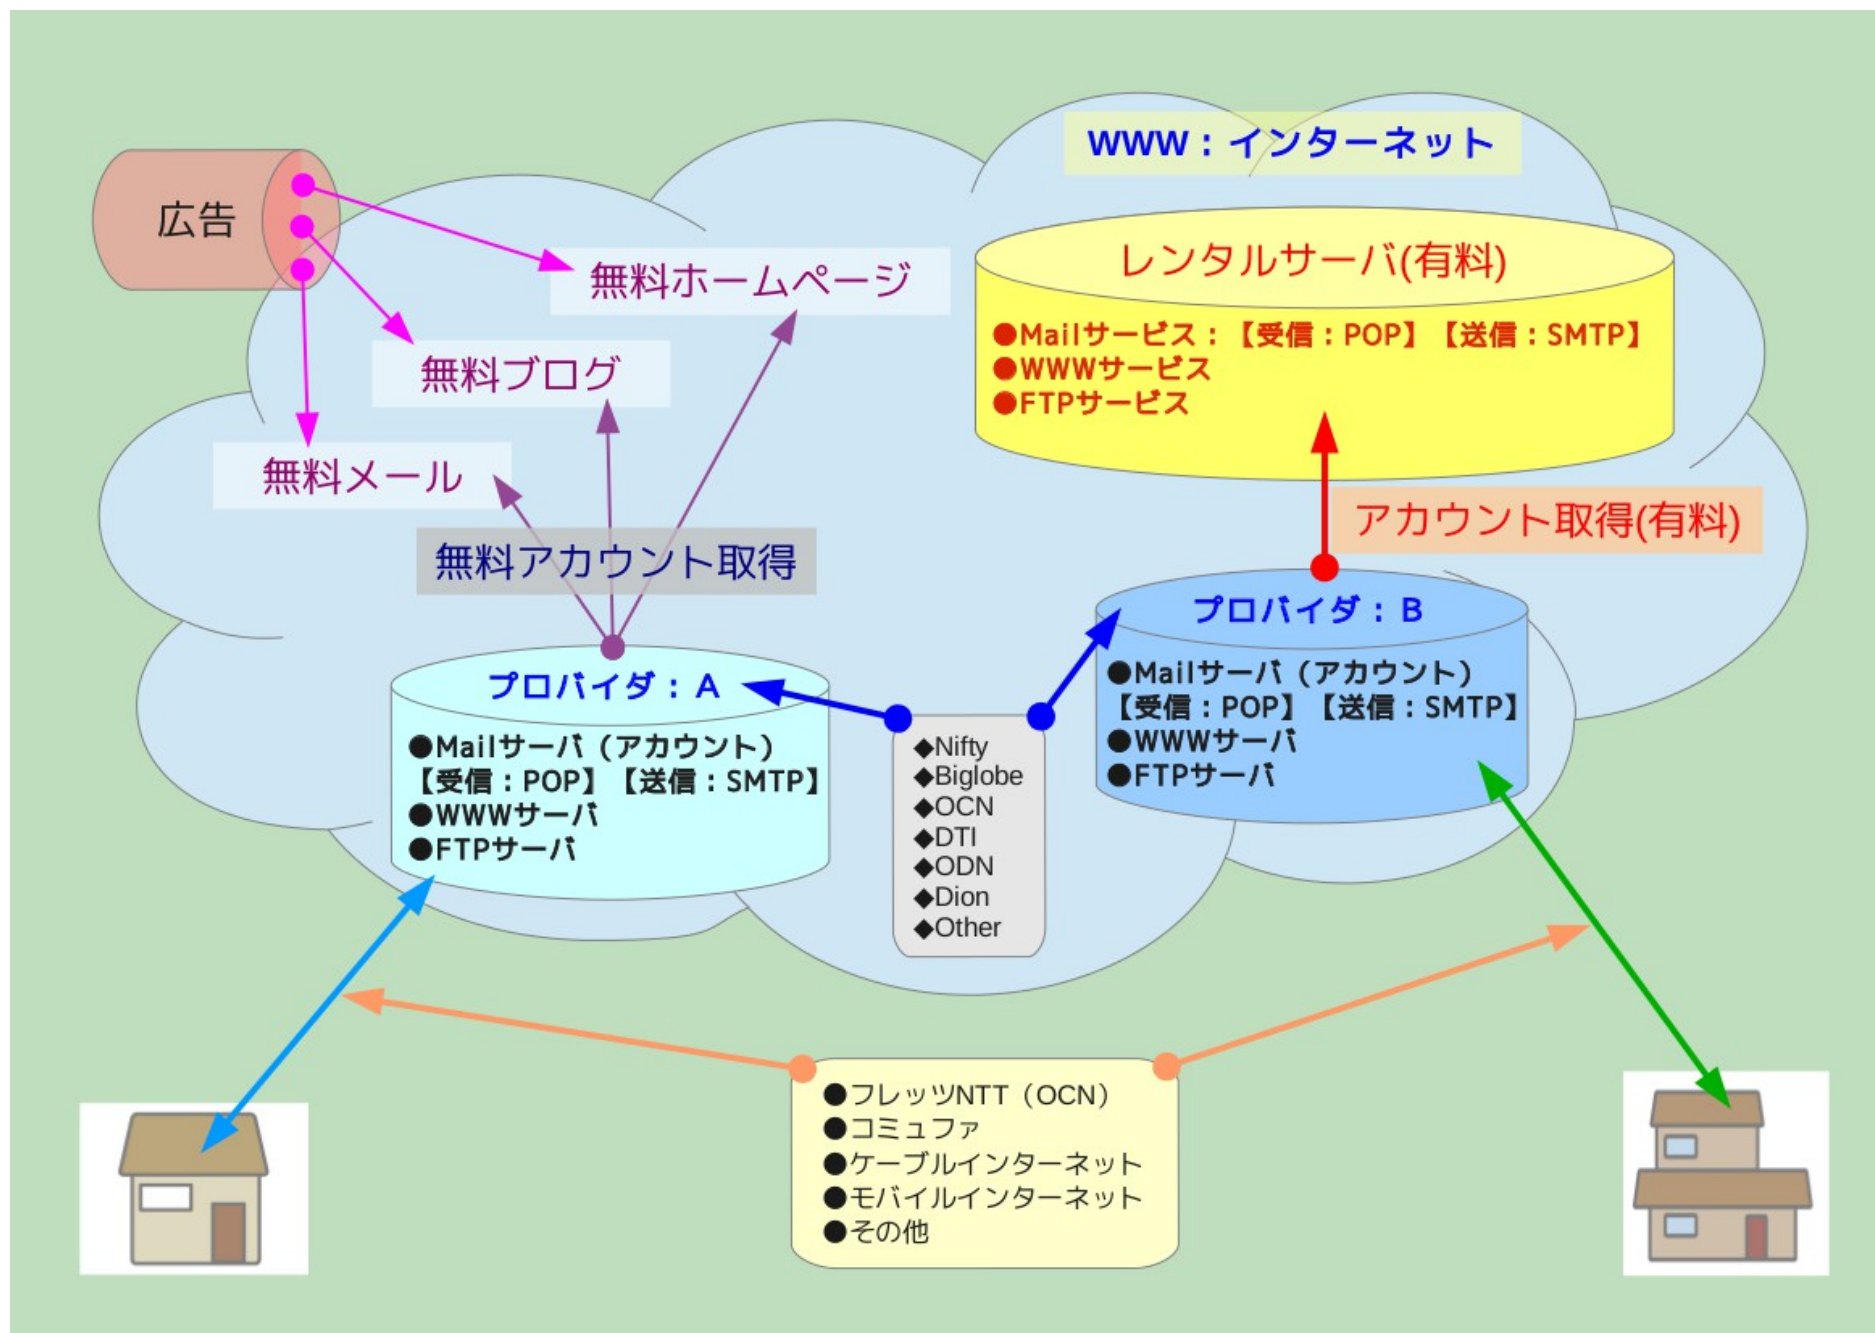 WWW：インターネット
広告
無料ホームページ
無料ブログ
無料メール
無料アカウント取得
レンタルサーバ(有料)
●Mailサービス：【受信：POP】【送信：SMTP】
●WWWサービス
●FTPサービス
アカウント取得(有料)
プロバイダ：A
●Mailサーバ（アカウント）
【受信：POP】【送信：SMTP】
●WWWサーバ
●FTPサーバ
プロバイダ：B
●Mailサーバ（アカウント）
【受信：POP】【送信：SMTP】
●WWWサーバ
●FTPサーバ
◆Nifty
◆Biglobe
◆OCN
◆DTI
◆ODN
◆Dion
◆Other
●フレッツNTT（OCN）
●コミュファ
●ケーブルインターネット
●モバイルインターネット
●その他